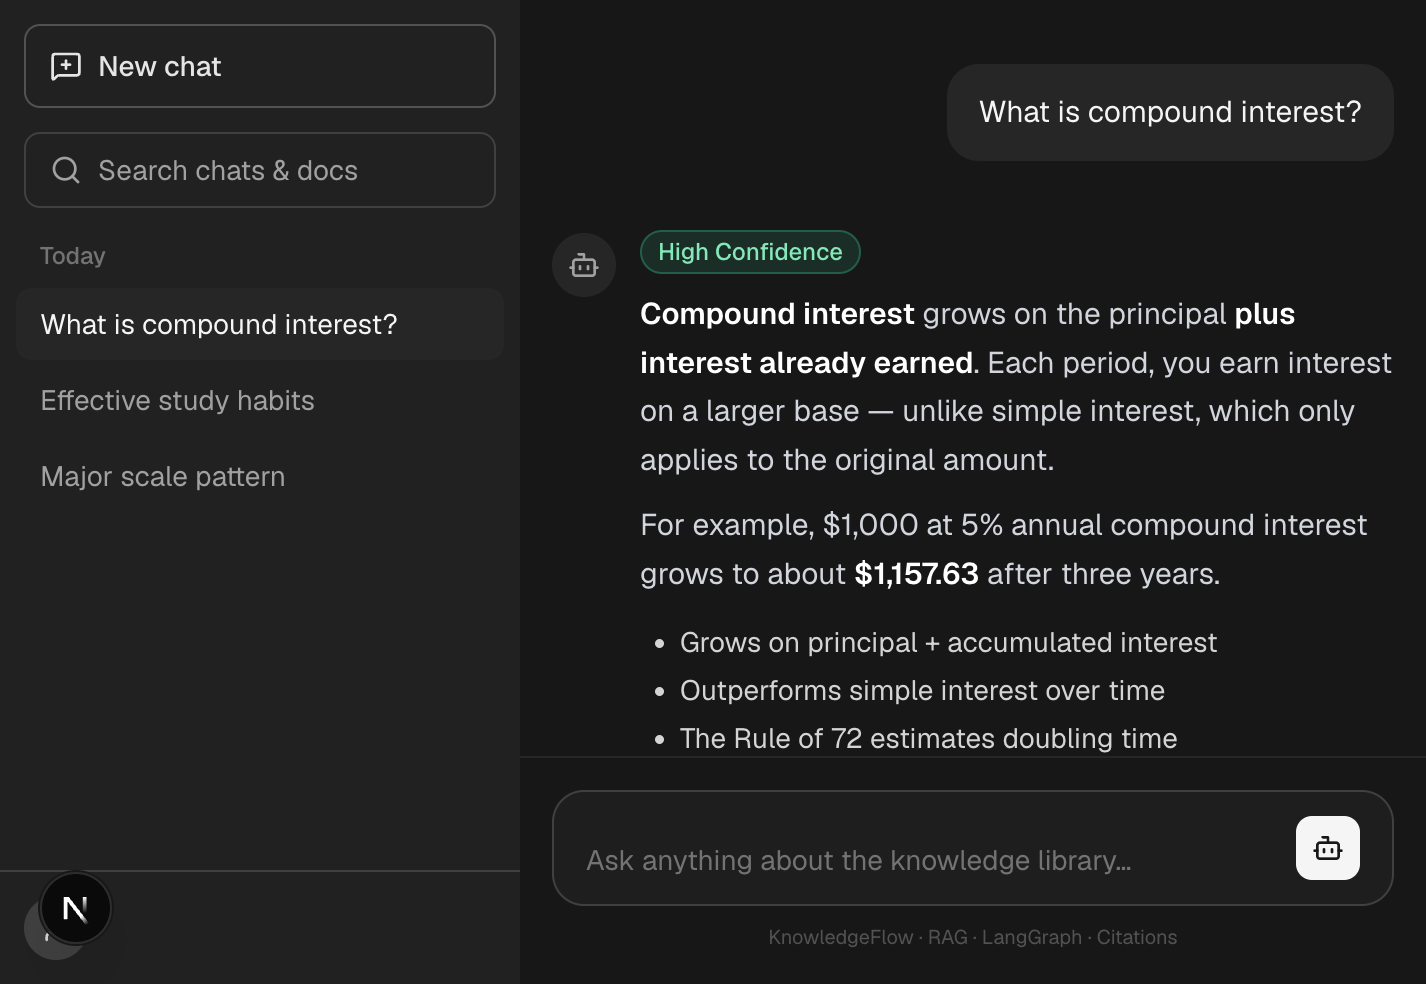 New chat
Search chats & docs
Today
What is compound interest?
Effective study habits
Major scale pattern
N
What is compound interest?
High Confidence
Compound interest grows on the principal plus
interest already earned. Each period, you earn interest
on a larger base — unlike simple interest, which only
applies to the original amount.
For example, $1,000 at 5% annual compound interest
grows to about $1,157.63 after three years.
• Grows on principal + accumulated interest
• Outperforms simple interest over time
• The Rule of 72 estimates doubling time
Ask anything about the knowledge library...
KnowledgeFlow · RAG · LangGraph · Citations